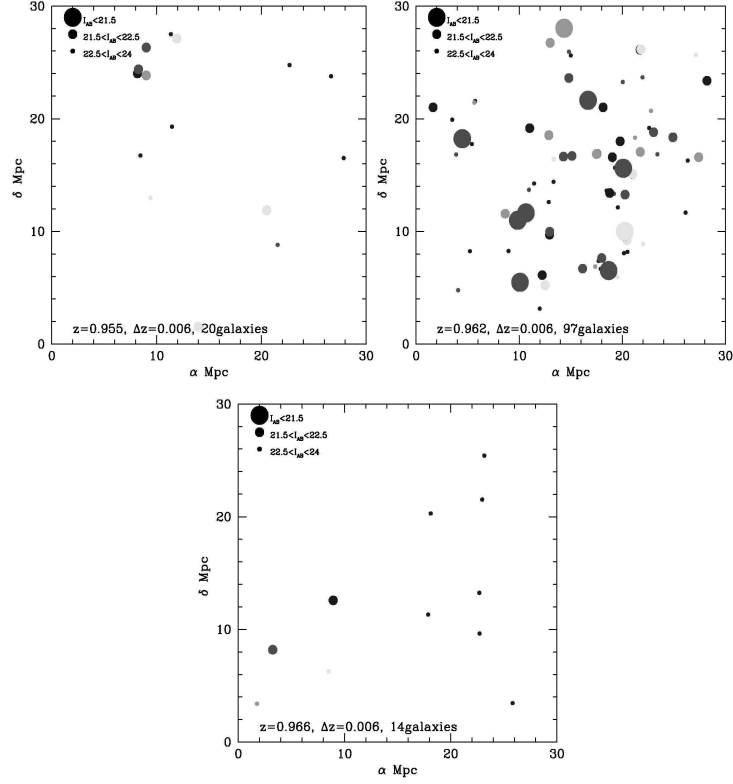 I_AB<21.5
21.5<I_AB<22.5
22.5<I_AB<24
30
20
10
0
δ Mpc
z=0.955, Δz=0.006, 20galaxies
0 10 20 30
α Mpc
I_AB<21.5
21.5<I_AB<22.5
22.5<I_AB<24
30
20
10
0
δ Mpc
z=0.962, Δz=0.006, 97galaxies
0 10 20 30
α Mpc
I_AB<21.5
21.5<I_AB<22.5
22.5<I_AB<24
30
20
10
0
δ Mpc
z=0.966, Δz=0.006, 14galaxies
0 10 20 30
α Mpc